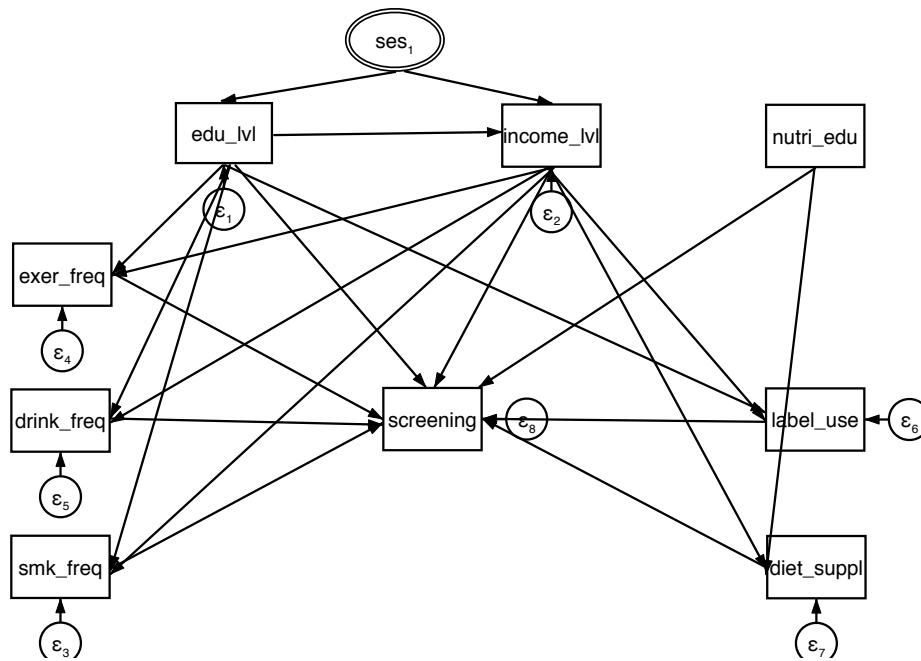 ses₁
edu_lvl
income_lvl
nutri_edu
ε₁
ε₂
exer_freq
ε₄
drink_freq
screening
ε₈
label_use
ε₆
ε₅
smk_freq
diet_suppl
ε₃
ε₇